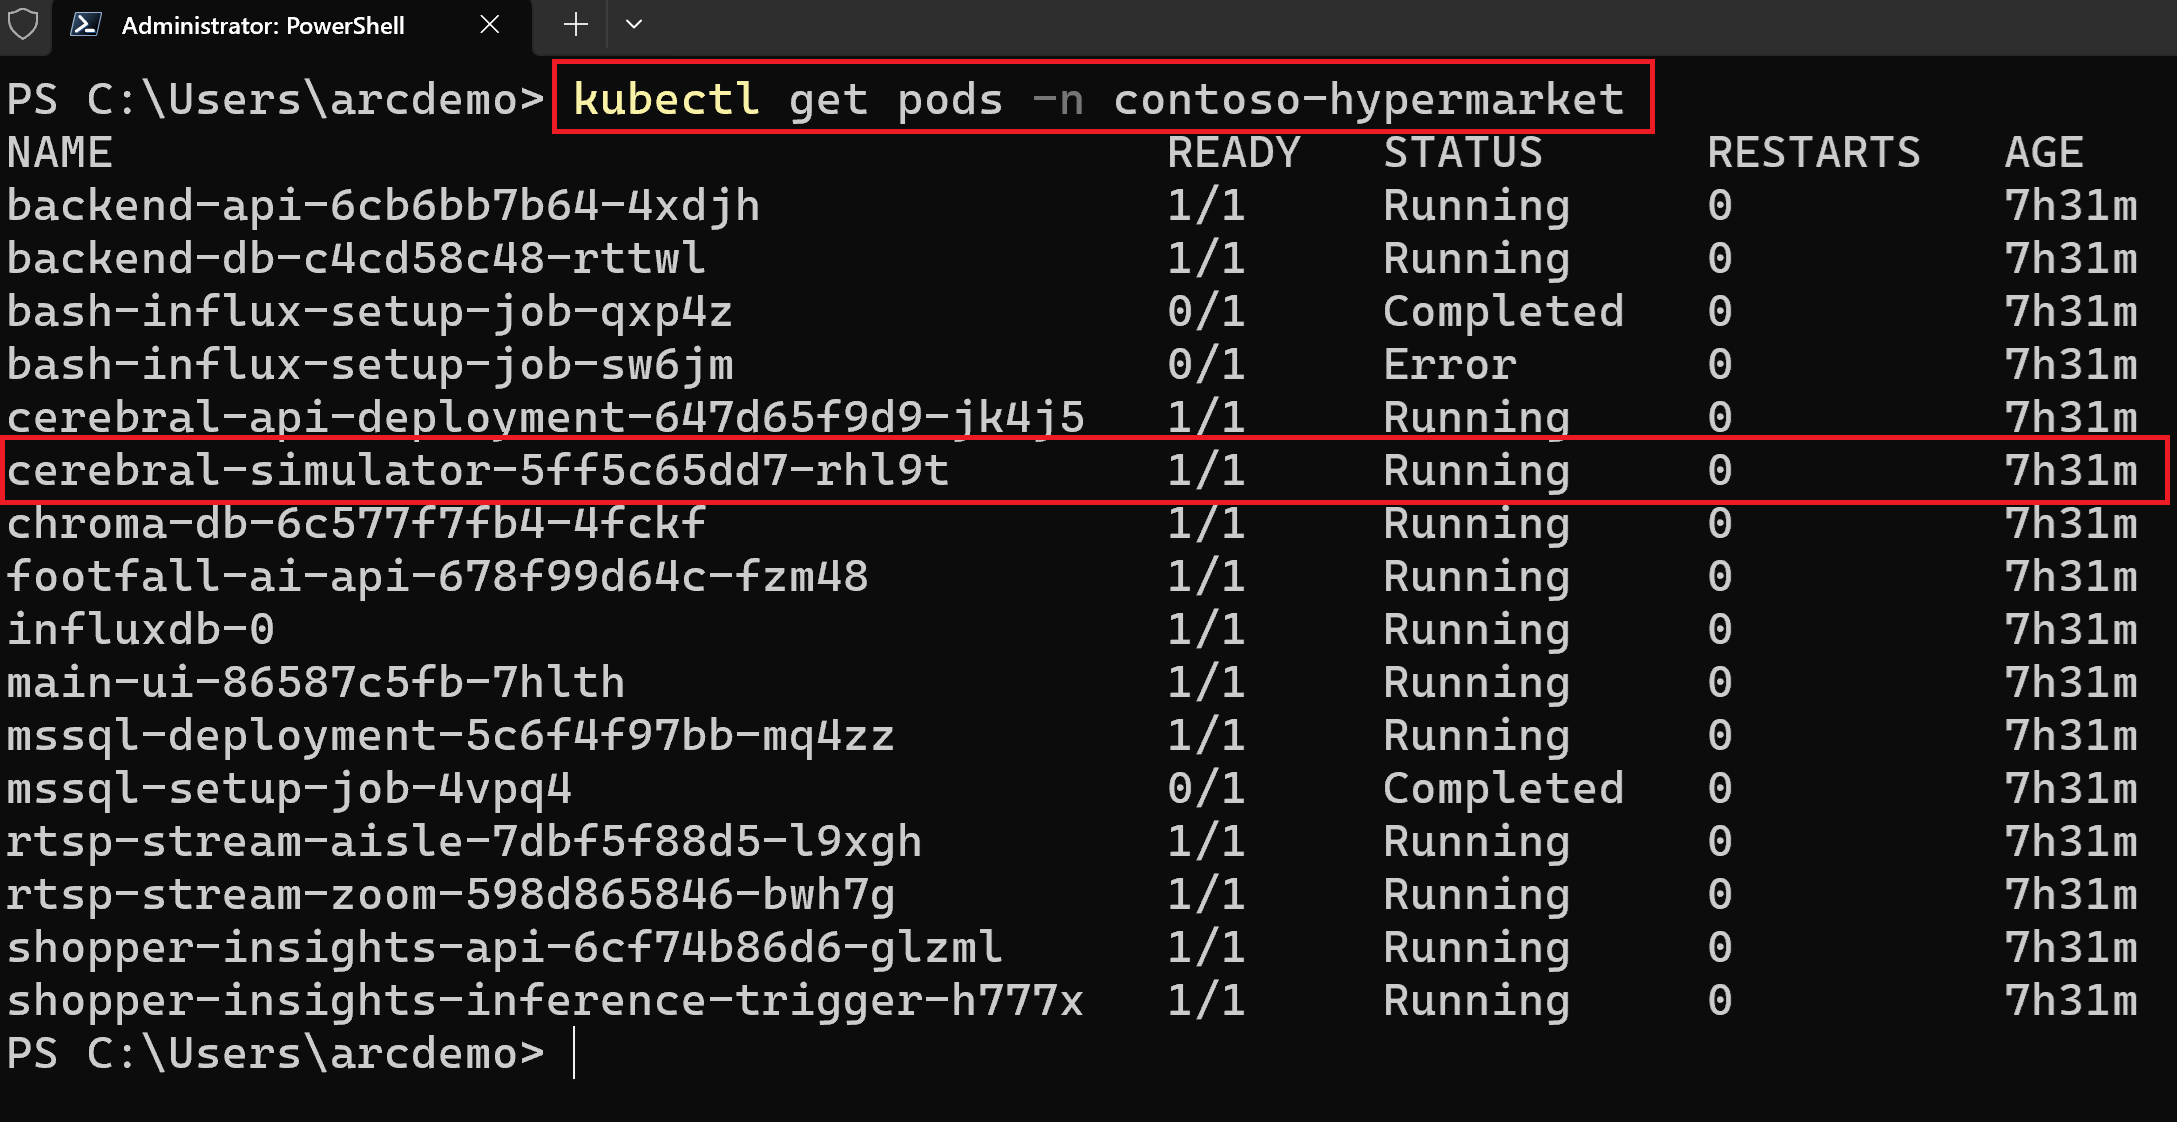 Administrator: PowerShell
PS C:\Users\arcdemo> kubectl get pods -n contoso-hypermarket
NAME READY STATUS RESTARTS AGE
backend-api-6cb6bb7b64-4xdjh 1/1 Running 0 7h31m
backend-db-c4cd58c48-rttwl 1/1 Running 0 7h31m
bash-influx-setup-job-qxp4z 0/1 Completed 0 7h31m
bash-influx-setup-job-sw6jm 0/1 Error 0 7h31m
cerebral-api-deployment-647d65f9d9-jk4j5 1/1 Running 0 7h31m
cerebral-simulator-5ff5c65dd7-rhl9t 1/1 Running 0 7h31m
chroma-db-6c577f7fb4-4fckf 1/1 Running 0 7h31m
footfall-ai-api-678f99d64c-fzm48 1/1 Running 0 7h31m
influxdb-0 1/1 Running 0 7h31m
main-ui-86587c5fb-7hlth 1/1 Running 0 7h31m
mssql-deployment-5c6f4f97bb-mq4zz 1/1 Running 0 7h31m
mssql-setup-job-4vpq4 0/1 Completed 0 7h31m
rtsp-stream-aisle-7dbf5f88d5-l9xgh 1/1 Running 0 7h31m
rtsp-stream-zoom-598d865846-bwh7g 1/1 Running 0 7h31m
shopper-insights-api-6cf74b86d6-glzml 1/1 Running 0 7h31m
shopper-insights-inference-trigger-h777x 1/1 Running 0 7h31m
PS C:\Users\arcdemo>